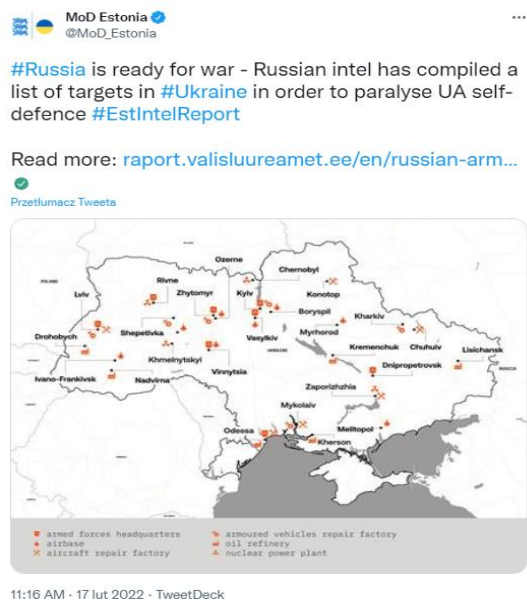 MoD Estonia
@MoD_Estonia
#Russia is ready for war - Russian intel has compiled a
list of targets in #Ukraine in order to paralyse UA self-
defence #EstIntelReport
Read more: raport.valisluureamet.ee/en/russian-arm...
Przetłumacz Tweeta
POLAND
Ozerne
Chernobyl
Rivne
Lviv
Zhytomyr
Kyiv
Konotop
Boryspil
Kharkiv
Drohobych
Shepetivka
Vasylkiv
Myrhorod
UKRAINE
Kremenchuk
Chuhuiv
Lisichansk
Khmelnytskyi
RUSSIA
Ivano-Frankivsk
Nadvirna
Vinnytsia
Dnipropetrovsk
Zaporizhzhia
Mykolaiv
Odessa
Kherson
Melitopol
armed forces headquarters
airbase
aircraft repair factory
armoured vehicles repair factory
oil refinery
nuclear power plant
11:16 AM · 17 lut 2022 · TweetDeck